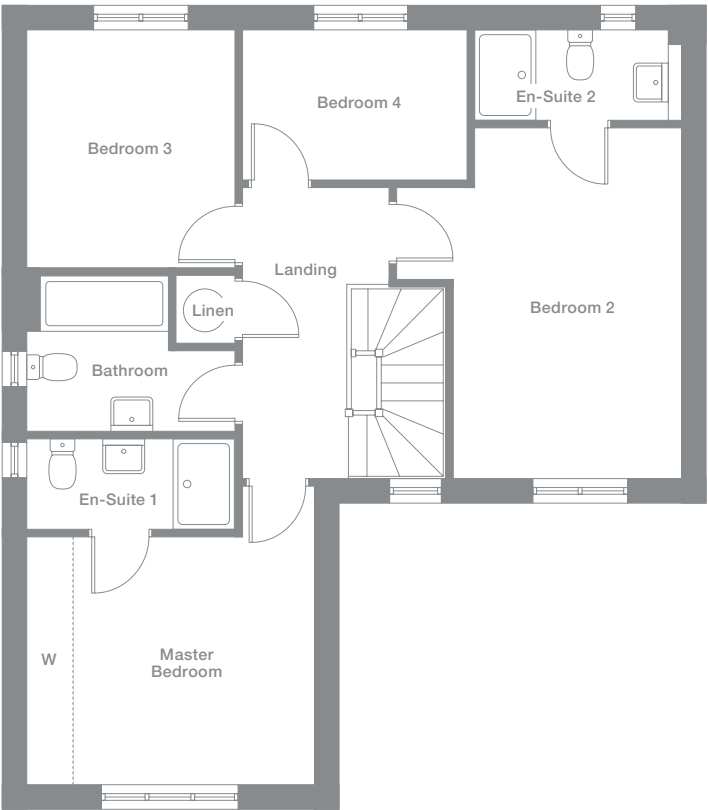 Bedroom 3
Bedroom 4
En-Suite 2
Landing
Linen
Bedroom 2
Bathroom
En-Suite 1
W
Master
Bedroom